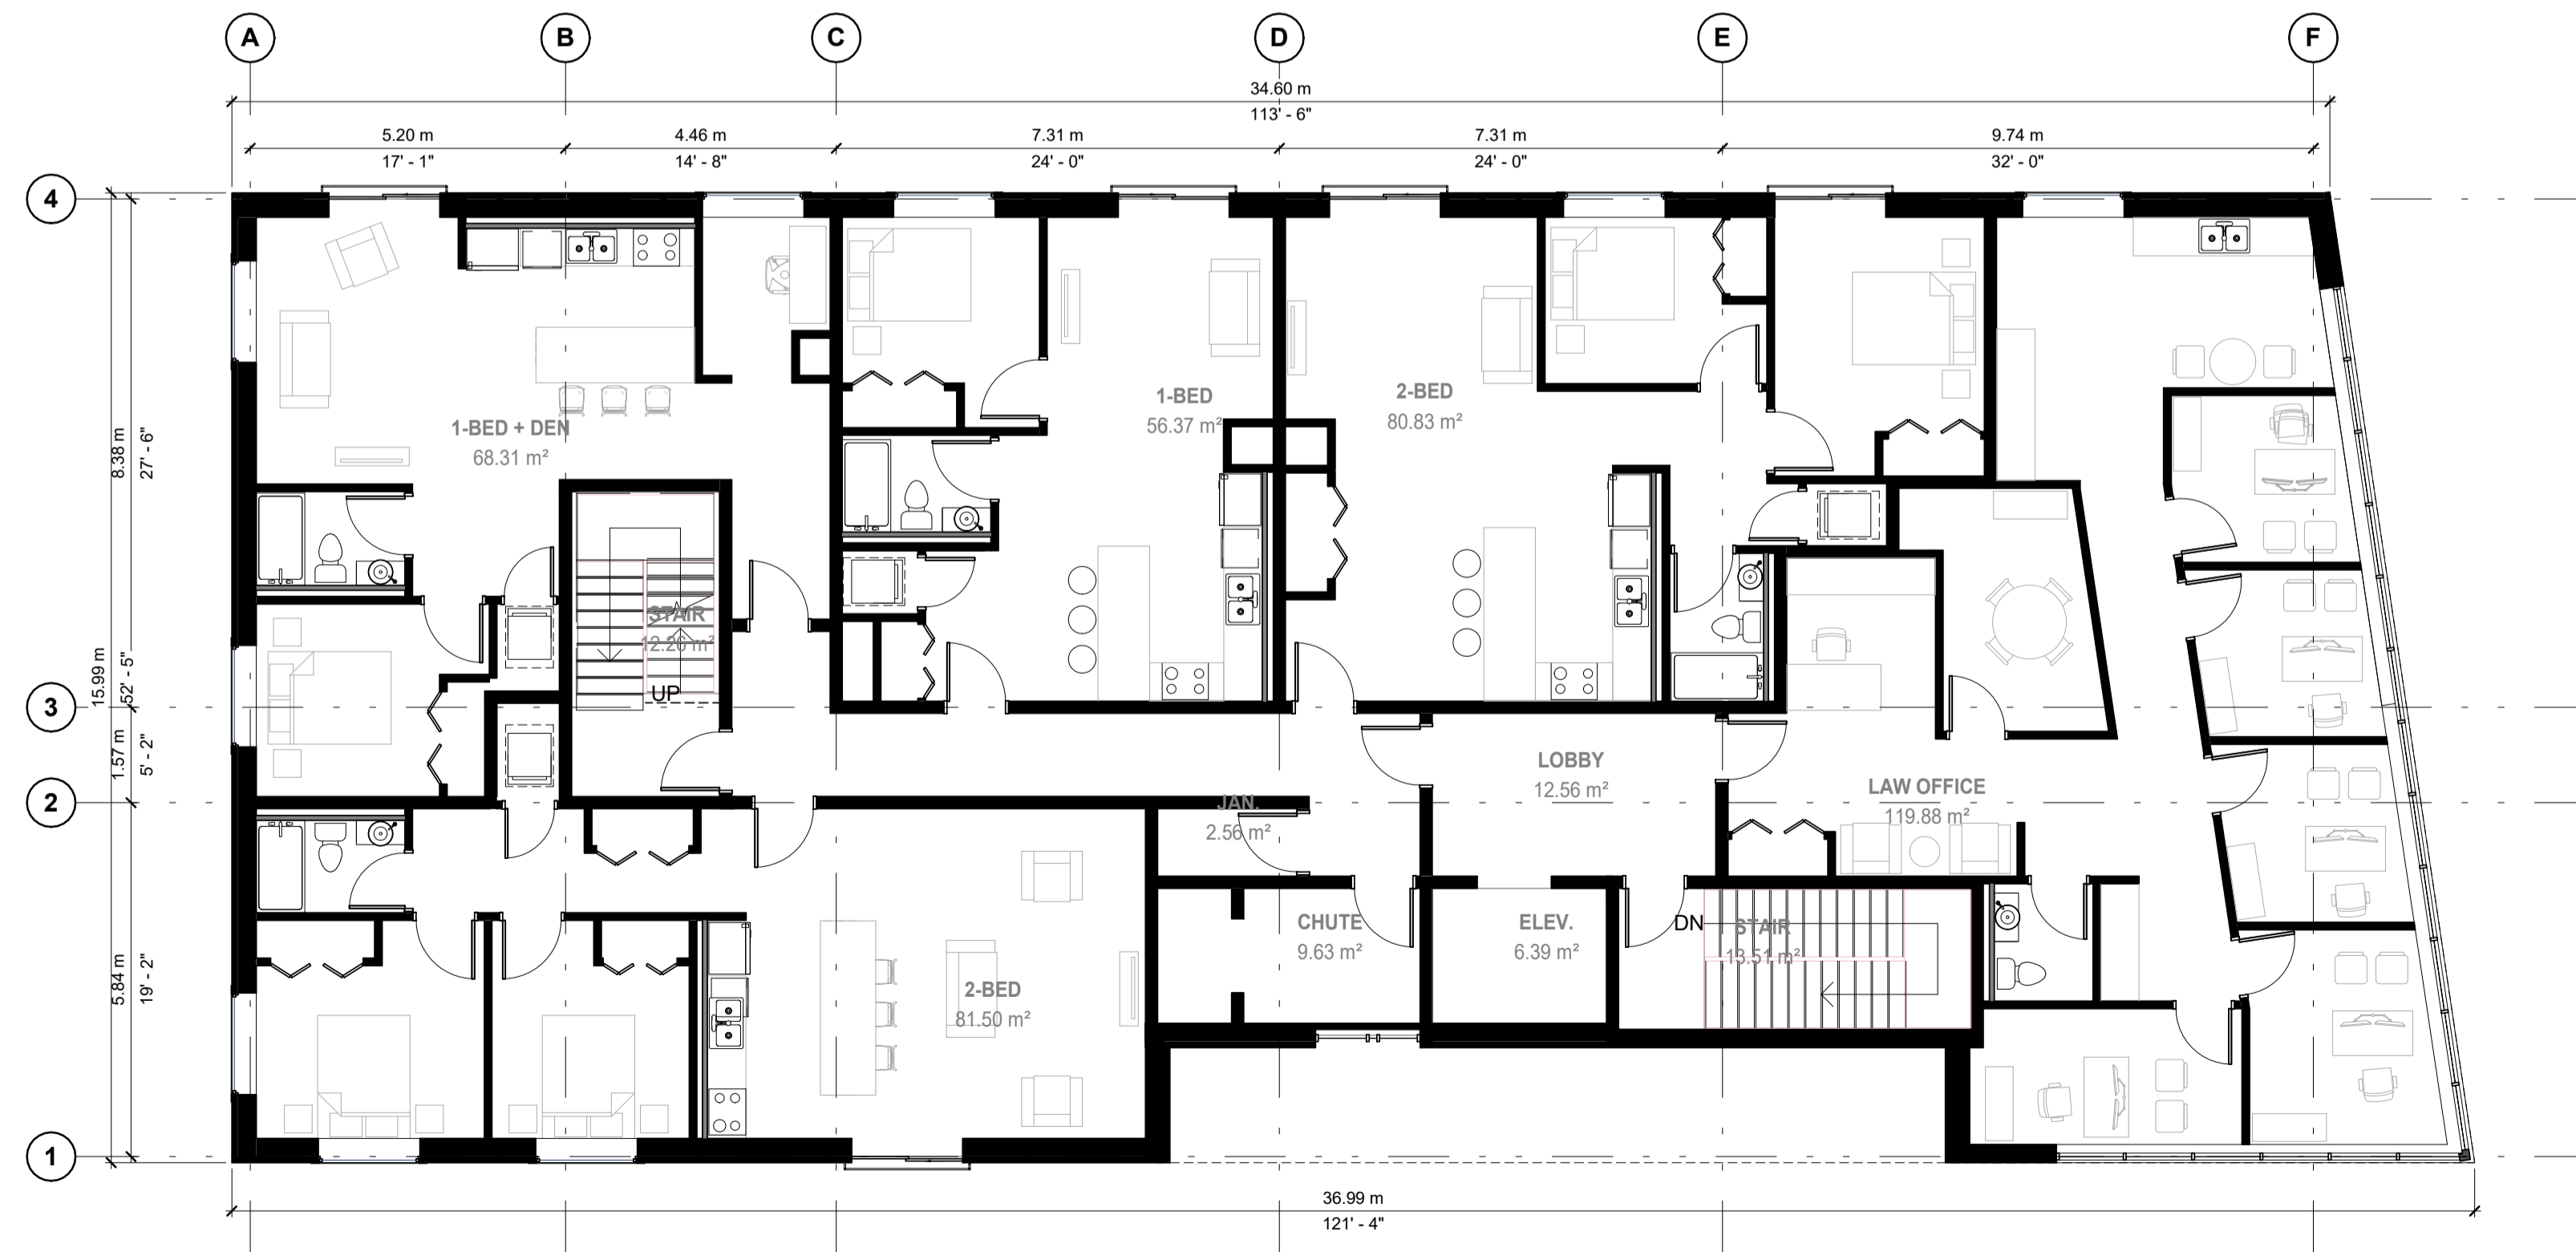 A
B
C
D
E
F
34.60 m
113' - 6"
5.20 m
17' - 1"
4.46 m
14' - 8"
7.31 m
24' - 0"
7.31 m
24' - 0"
9.74 m
32' - 0"
4
3
2
1
15.99 m
52' - 5"
8.38 m
27' - 6"
1.57 m
5' - 2"
5.84 m
19' - 2"
1-BED + DEN
68.31 m²
1-BED
56.37 m²
2-BED
80.83 m²
STAIR
12.26 m²
UP
LOBBY
12.56 m²
LAW OFFICE
119.88 m²
JAN.
2.56 m²
CHUTE
9.63 m²
ELEV.
6.39 m²
DN
STAIR
13.51 m²
2-BED
81.50 m²
36.99 m
121' - 4"